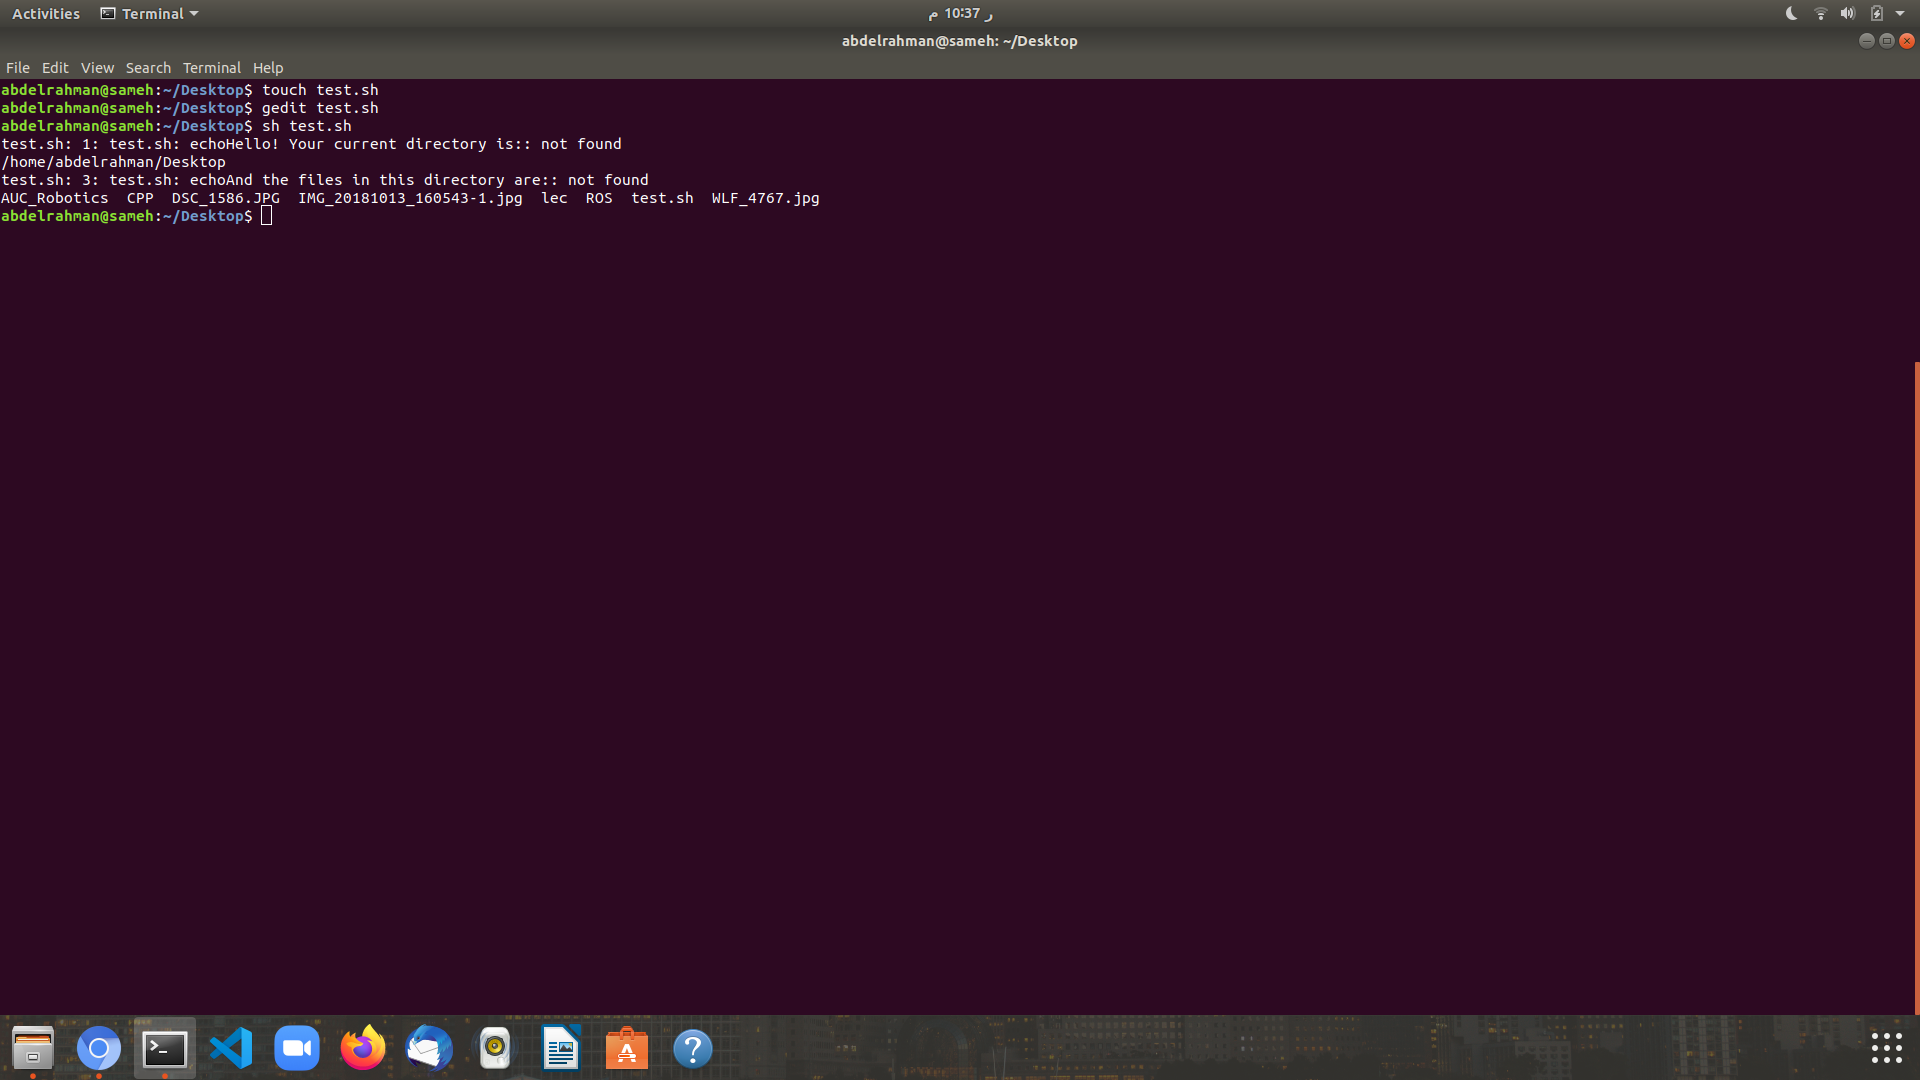 Activities Terminal ر 10:37 م
abdelrahman@sameh: ~/Desktop
File Edit View Search Terminal Help
abdelrahman@sameh:~/Desktop$ touch test.sh
abdelrahman@sameh:~/Desktop$ gedit test.sh
abdelrahman@sameh:~/Desktop$ sh test.sh
test.sh: 1: test.sh: echoHello! Your current directory is:: not found
/home/abdelrahman/Desktop
test.sh: 3: test.sh: echoAnd the files in this directory are:: not found
AUC_Robotics  CPP  DSC_1586.JPG  IMG_20181013_160543-1.jpg  lec  ROS  test.sh  WLF_4767.jpg
abdelrahman@sameh:~/Desktop$